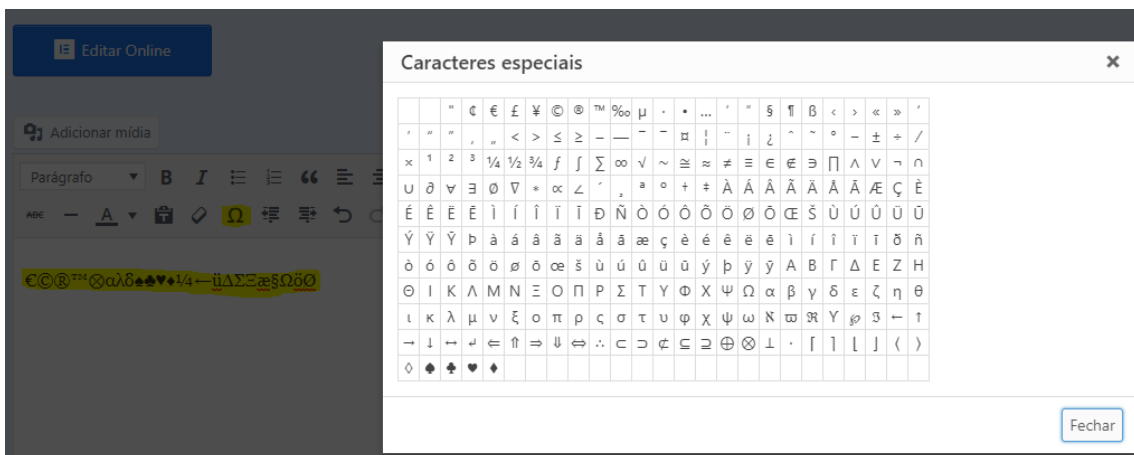 Editar Online
Caracteres especiais
Adicionar mídia
Parágrafo
B I
ABE A Ω
€©®™⊗αλδ♠♣♥♦¼←üΔΣΞæ§ΩöØ
" ¢ € £ ¥ © ® ™ ‰ µ · • … ′ ″ § ¶ ß ‹ › « » ‘
’ “ ” ‚ „ < > ≤ ≥ – — ¯ ‾ ¤ ¦ ¨ ¡ ¿ ˆ ˜ ° − ± ÷ ⁄
× ¹ ² ³ ¼ ½ ¾ ƒ ∫ ∑ ∞ √ ∼ ≅ ≈ ≠ ≡ ∈ ∉ ∋ ∏ ∧ ∨ ¬ ∩
∪ ∂ ∀ ∃ ∅ ∇ ∗ ∝ ∠ ´ ¸ ª º † ‡ À Á Â Ã Ä Å Ā Æ Ç È
É Ê Ë Ē Ì Í Î Ï Ī Ð Ñ Ò Ó Ô Õ Ö Ø Ō Œ Š Ù Ú Û Ü Ū
Ý Ÿ Ȳ Þ à á â ã ä å ā æ ç è é ê ë ē ì í î ï ī ð ñ
ò ó ô õ ö ø ō œ š ù ú û ü ū ý þ ÿ ȳ Α Β Γ Δ Ε Ζ Η
Θ Ι Κ Λ Μ Ν Ξ Ο Π Ρ Σ Τ Υ Φ Χ Ψ Ω α β γ δ ε ζ η θ
ι κ λ μ ν ξ ο π ρ ς σ τ υ φ χ ψ ω ℵ ϖ ℜ ϒ ℘ ℑ ← ↑
→ ↓ ↔ ↵ ⇐ ⇑ ⇒ ⇓ ⇔ ∴ ⊂ ⊃ ⊄ ⊆ ⊇ ⊕ ⊗ ⊥ ⋅ ⌈ ⌉ ⌊ ⌋ 〈 〉
◊ ♠ ♣ ♥ ♦
Fechar